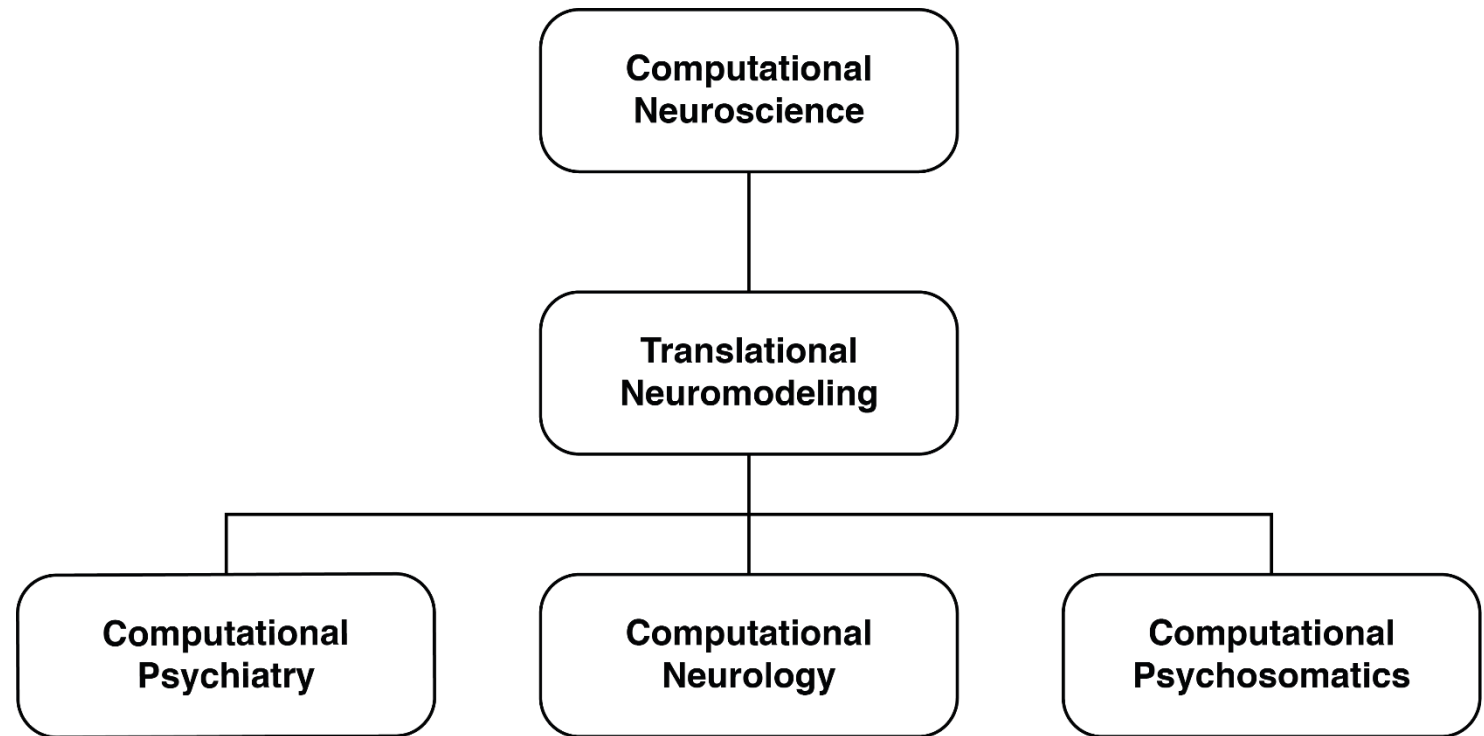 Computational
Neuroscience
Translational
Neuromodeling
Computational
Psychiatry
Computational
Neurology
Computational
Psychosomatics